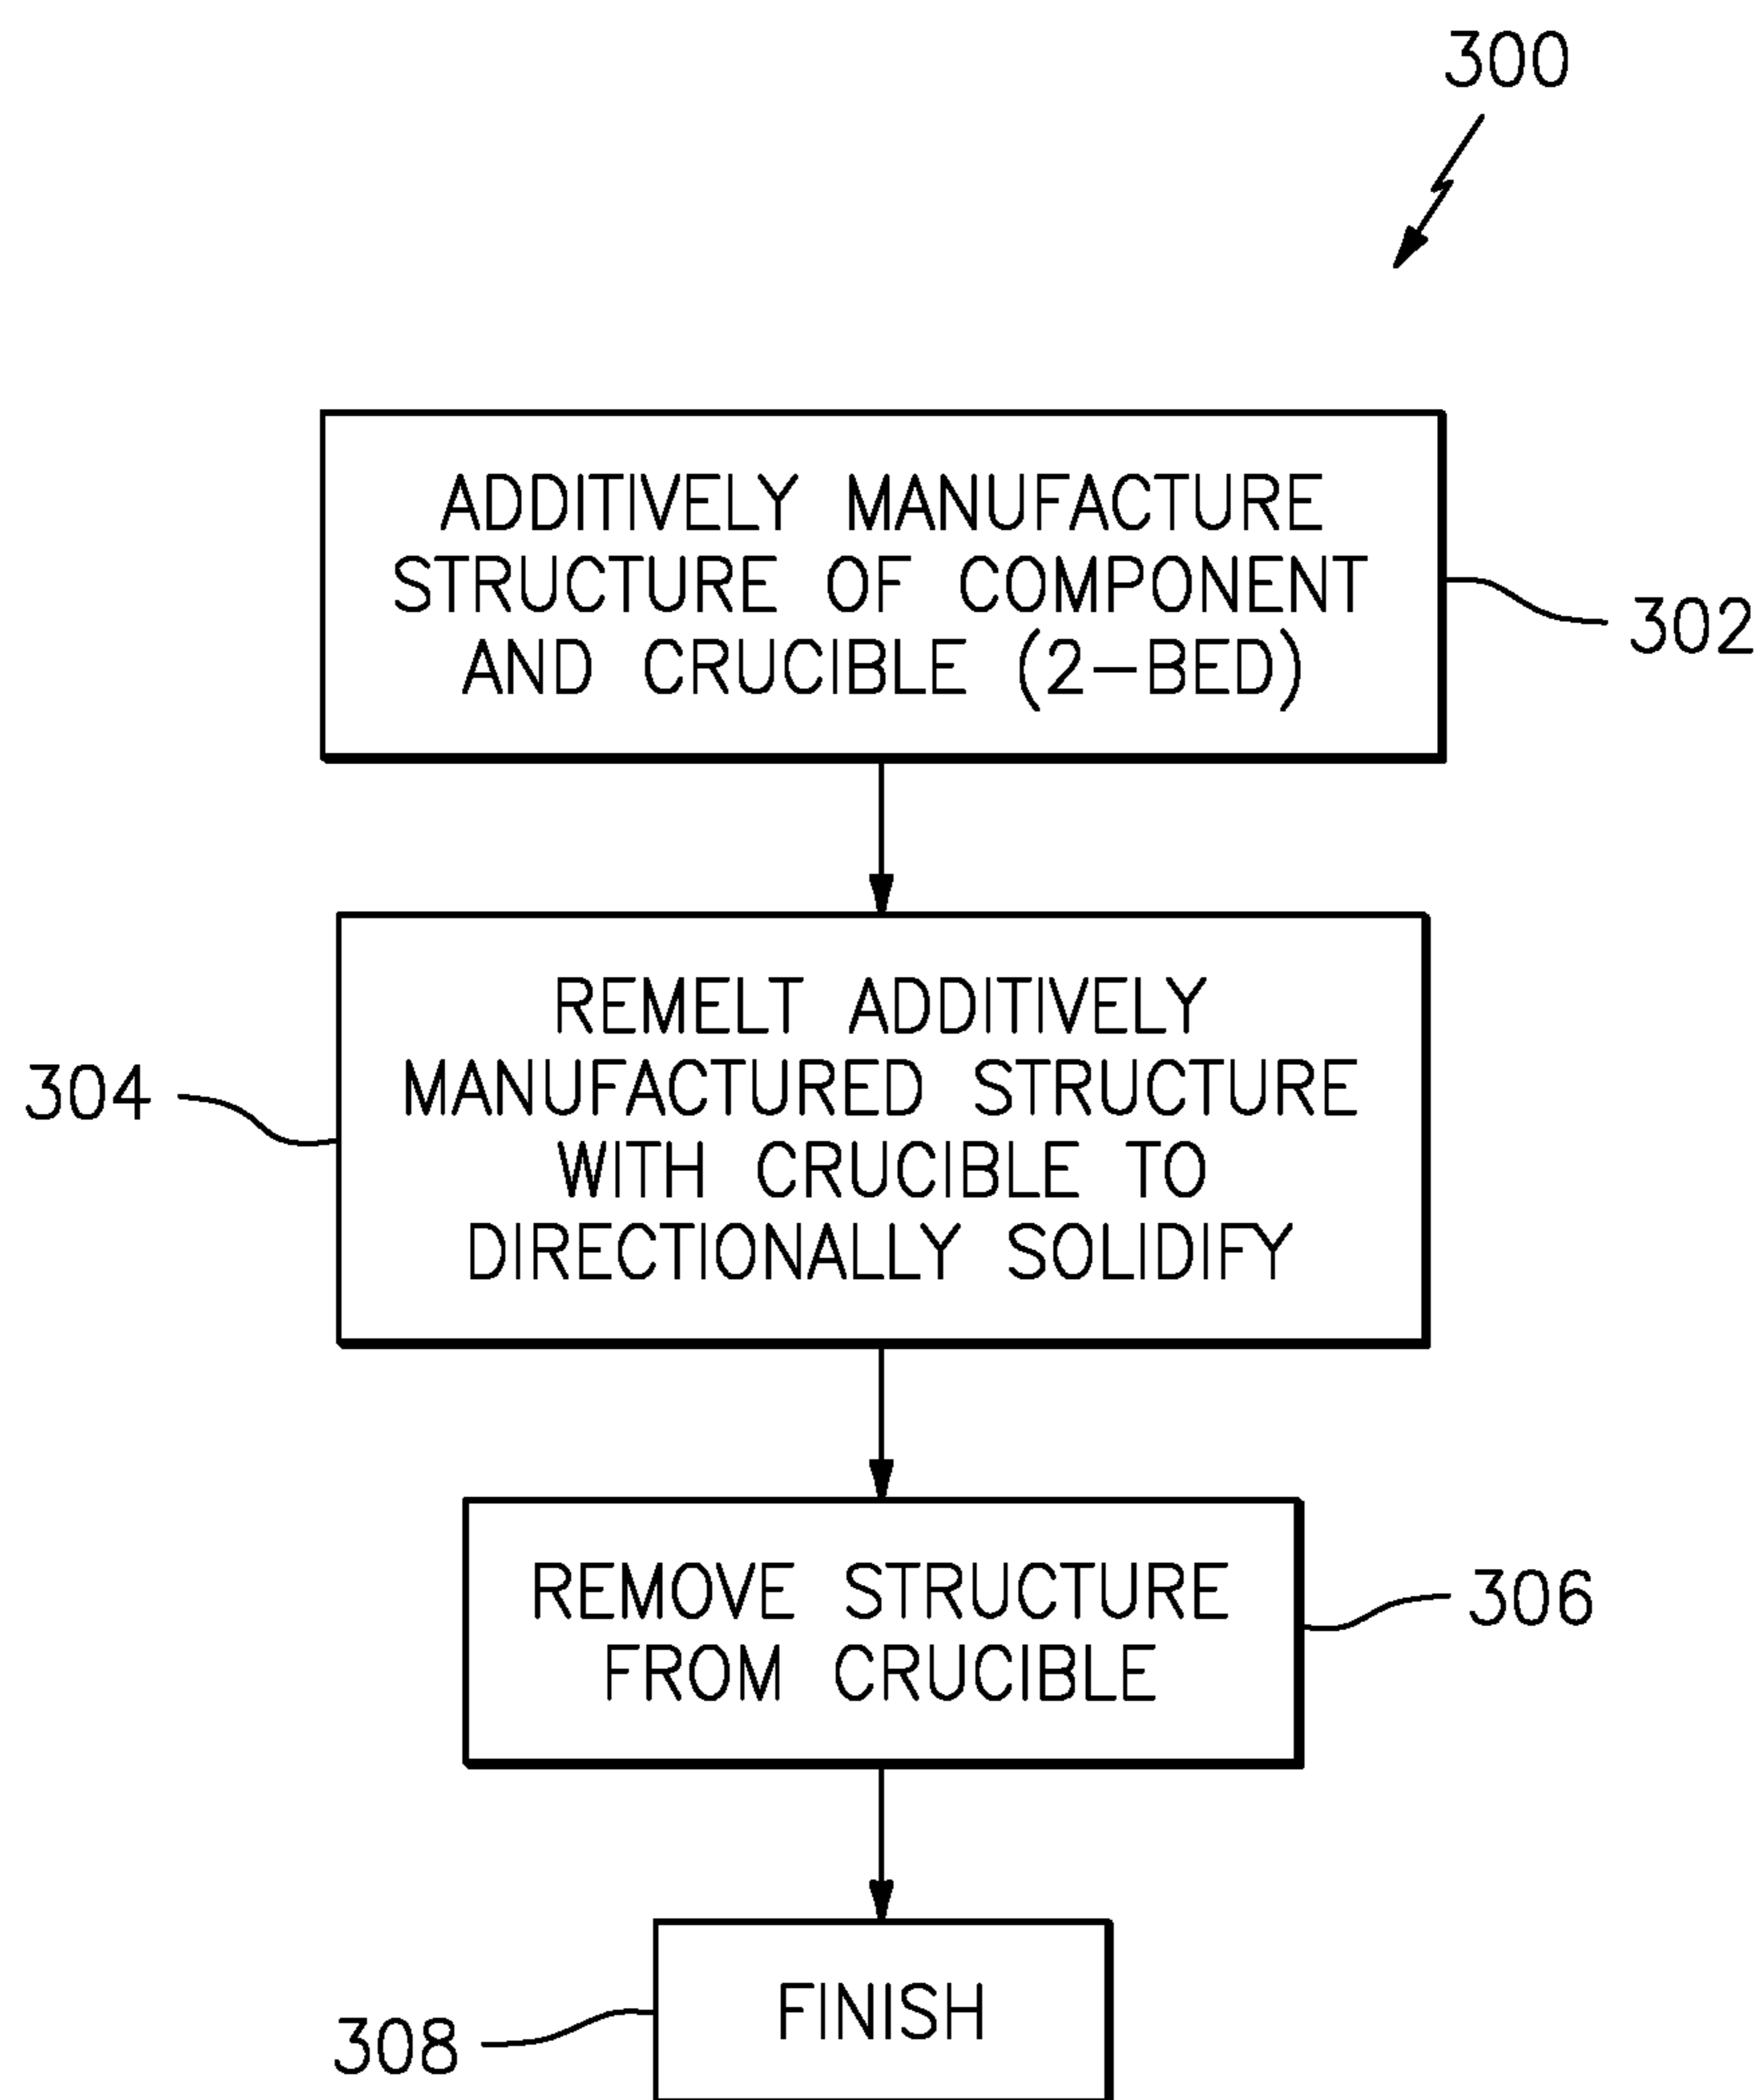 300
ADDITIVELY MANUFACTURE
STRUCTURE OF COMPONENT
AND CRUCIBLE (2-BED)
302
REMELT ADDITIVELY
MANUFACTURED STRUCTURE
WITH CRUCIBLE TO
DIRECTIONALLY SOLIDIFY
304
REMOVE STRUCTURE
FROM CRUCIBLE
306
FINISH
308